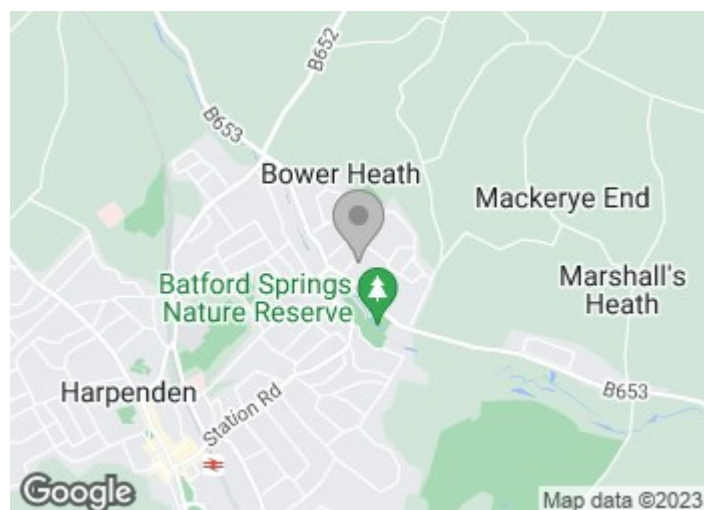 B652
B653
Bower Heath
Mackerye End
Batford Springs
Nature Reserve
Marshall's
Heath
Harpenden
Station Rd
B653
Google
Map data ©2023